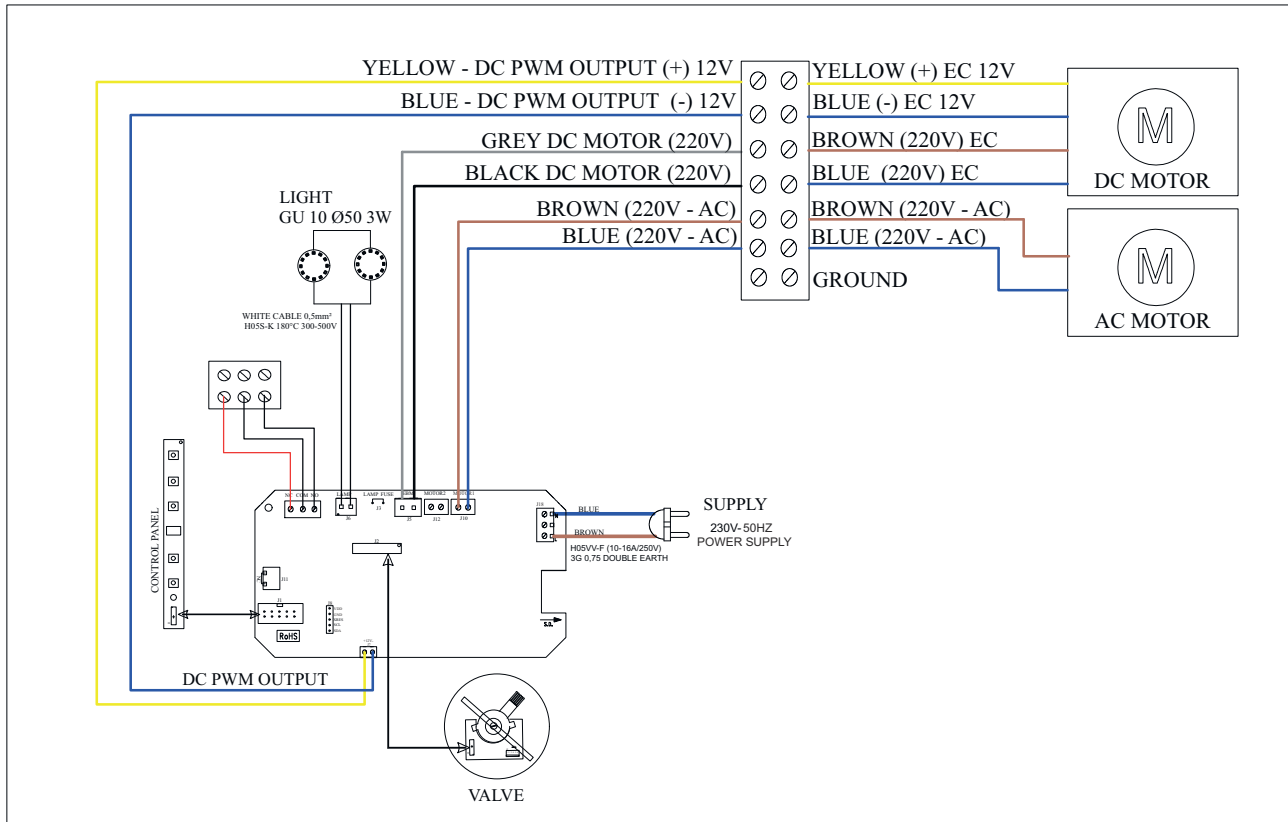 YELLOW - DC PWM OUTPUT (+) 12V
BLUE - DC PWM OUTPUT (-) 12V
GREY DC MOTOR (220V)
BLACK DC MOTOR (220V)
BROWN (220V - AC)
BLUE (220V - AC)
YELLOW (+) EC 12V
BLUE (-) EC 12V
BROWN (220V) EC
BLUE (220V) EC
BROWN (220V - AC)
BLUE (220V - AC)
GROUND
M
DC MOTOR
M
AC MOTOR
LIGHT
GU 10 Ø50 3W
WHITE CABLE 0,5mm²
H05S-K 180°C 300-500V
CONTROL PANEL
NC COM NO
LAMP
J6
LAMP FUSE
J3
J5
MOTOR2
J12
MOTOR1
J10
J2
J11
J1
RoHS
BLUE
BROWN
SUPPLY
230V-50HZ
POWER SUPPLY
H05VV-F (10-16A/250V)
3G 0,75 DOUBLE EARTH
DC PWM OUTPUT
VALVE